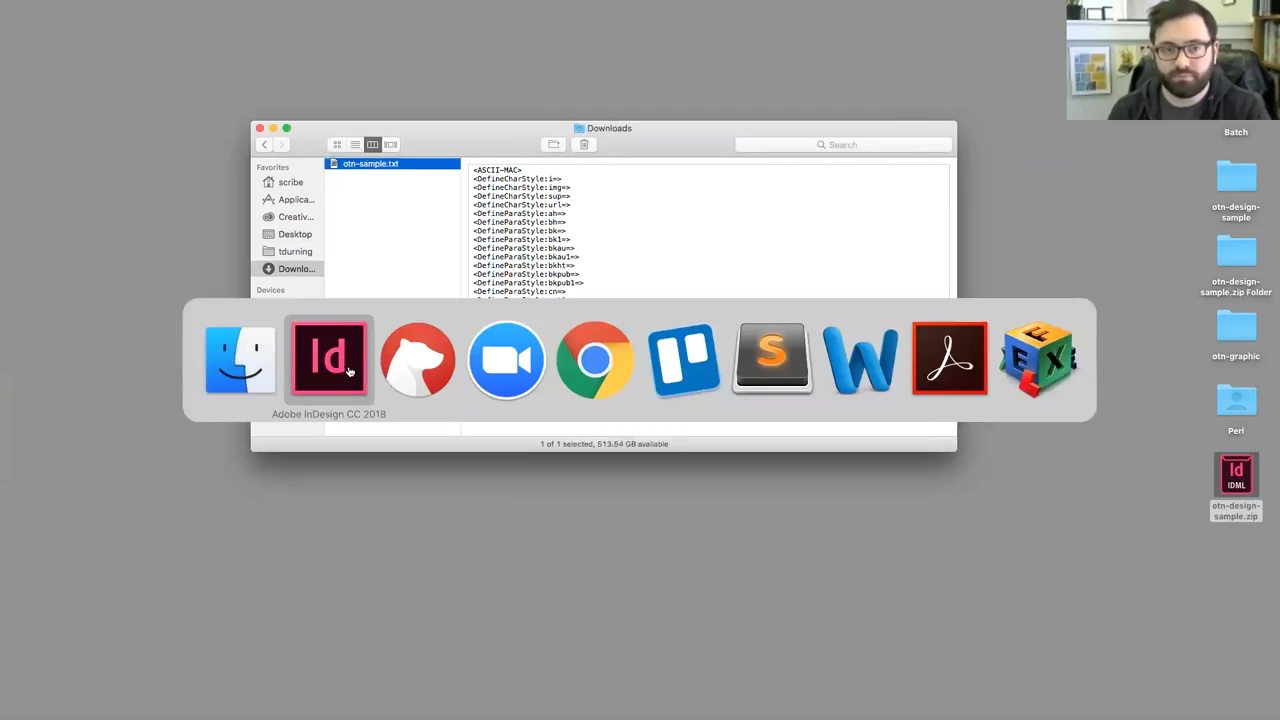 Downloads
Search
Favorites
scribe
Applica...
Creativ...
Desktop
tdurning
Downlo...
Devices
otn-sample.txt
<ASCII-MAC>
<DefineCharStyle:i=>
<DefineCharStyle:img=>
<DefineCharStyle:sup=>
<DefineCharStyle:url=>
<DefineParaStyle:ah=>
<DefineParaStyle:bh=>
<DefineParaStyle:bk=>
<DefineParaStyle:bk1=>
<DefineParaStyle:bkau=>
<DefineParaStyle:bkau1=>
<DefineParaStyle:bkht=>
<DefineParaStyle:bkpub=>
<DefineParaStyle:bkpub1=>
<DefineParaStyle:cn=>
Id
S
W
F
E
X
Adobe InDesign CC 2018
1 of 1 selected, 513.54 GB available
Batch
otn-design-
sample
otn-design-
sample.zip Folder
otn-graphic
Perl
Id
IDML
otn-design-
sample.zip